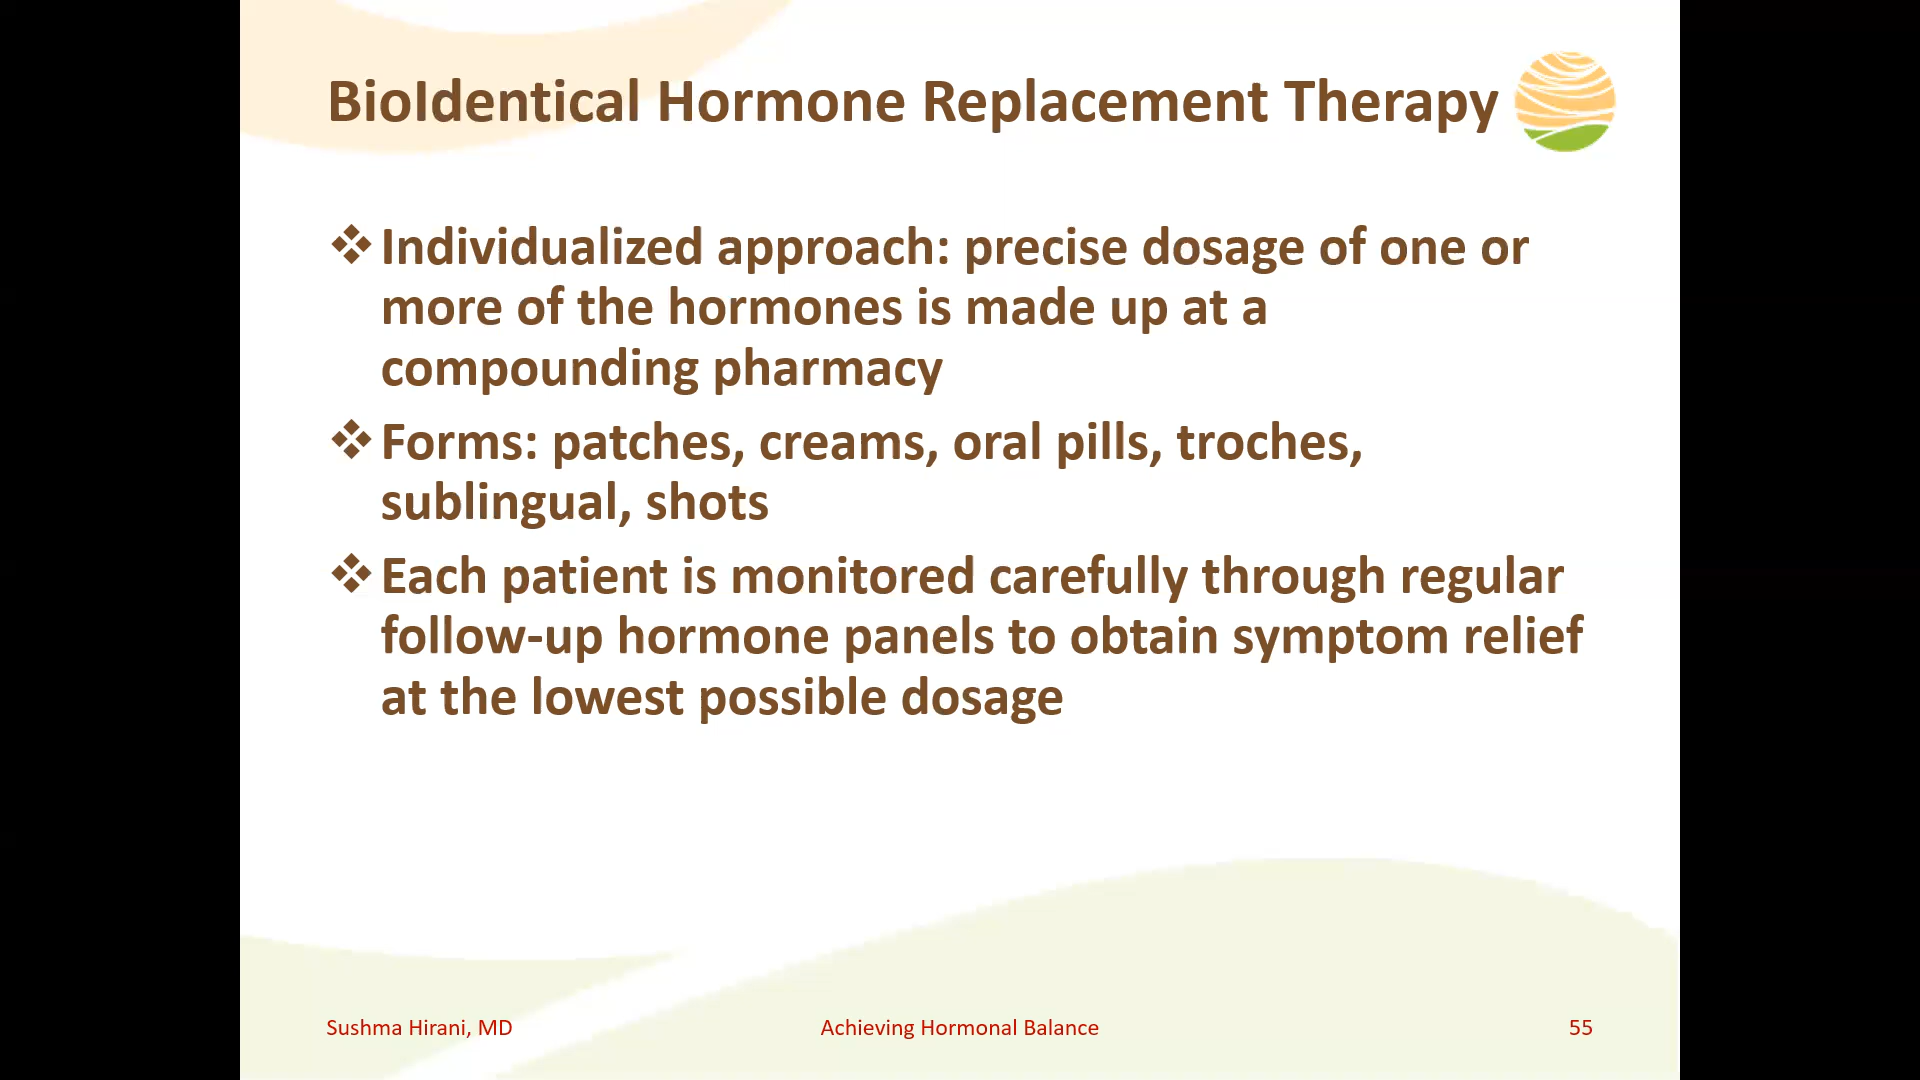 BioIdentical Hormone Replacement Therapy
❖Individualized approach: precise dosage of one or
more of the hormones is made up at a
compounding pharmacy
❖Forms: patches, creams, oral pills, troches,
sublingual, shots
❖Each patient is monitored carefully through regular
follow-up hormone panels to obtain symptom relief
at the lowest possible dosage
Sushma Hirani, MD
Achieving Hormonal Balance
55